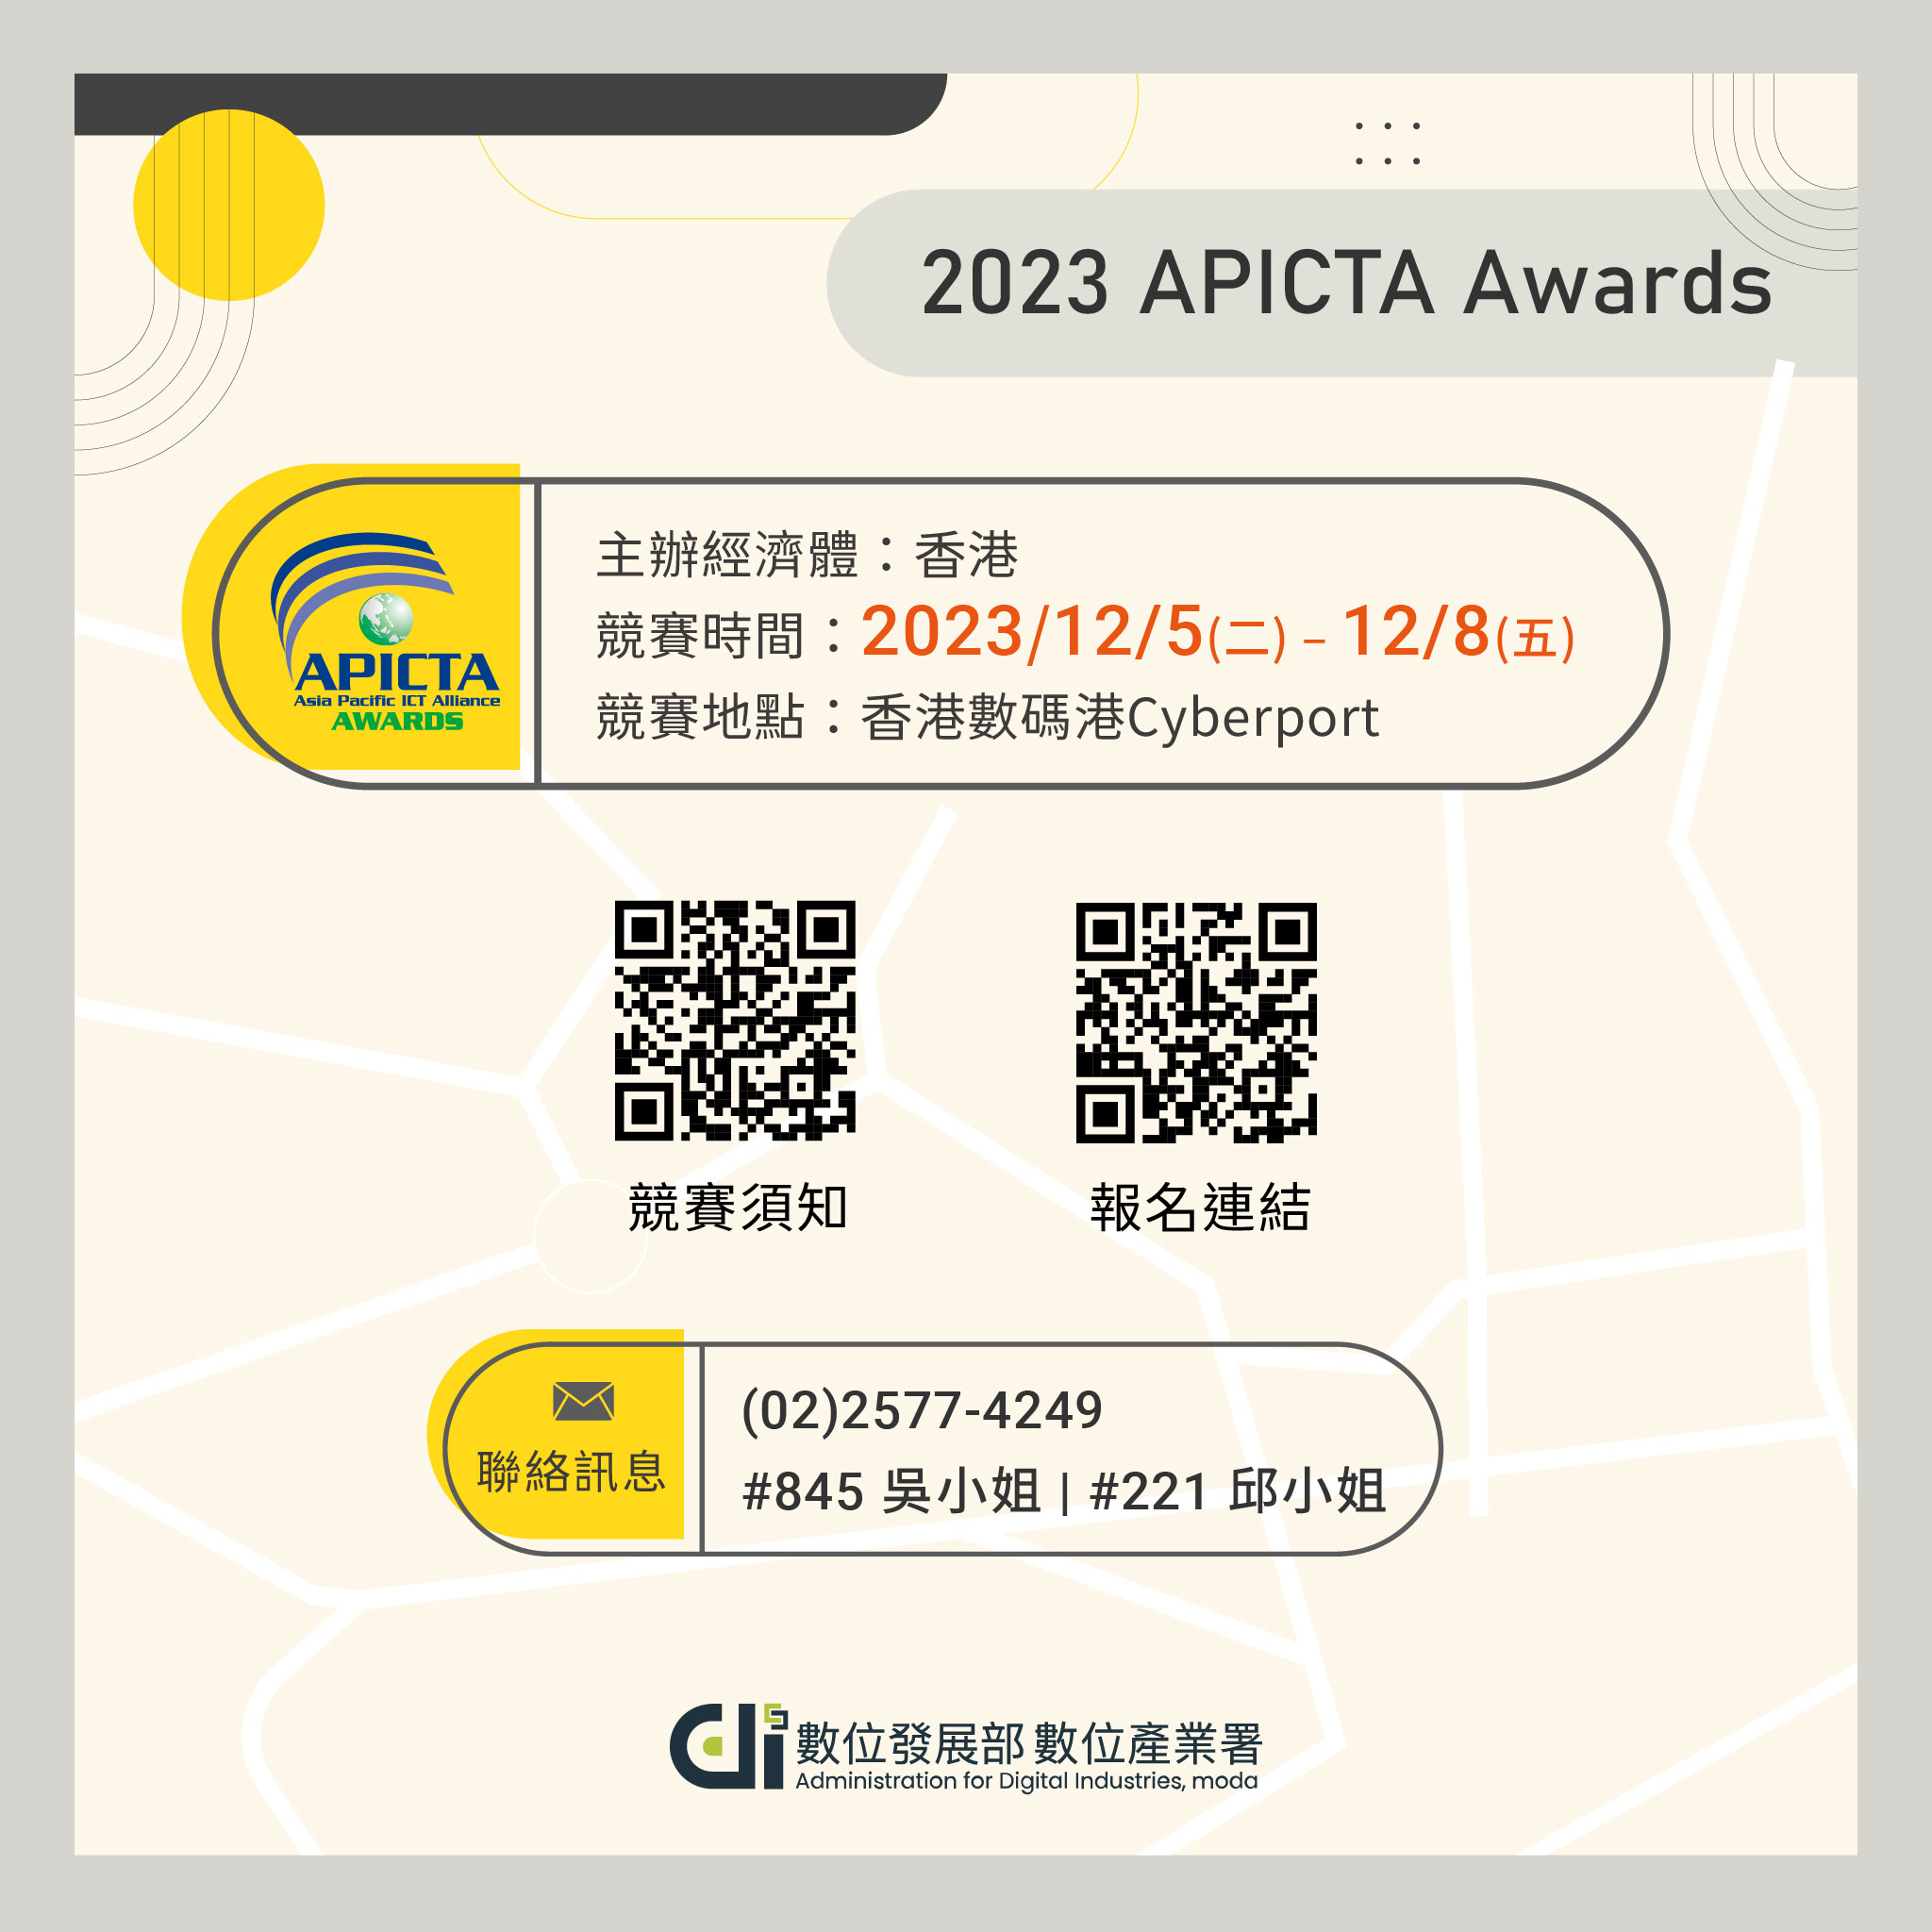 2023 APICTA Awards
APICTA
Asia Pacific ICT Alliance
AWARDS
主辦經濟體：香港
競賽時間：2023/12/5(二) – 12/8(五)
競賽地點：香港數碼港Cyberport
競賽須知
報名連結
聯絡訊息
(02)2577-4249
#845 吳小姐 | #221 邱小姐
數位發展部 數位產業署
Administration for Digital Industries, moda